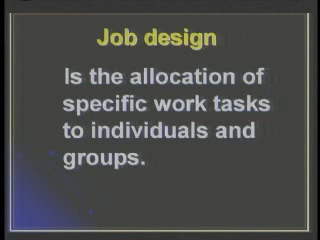 Job design
Is the allocation of
specific work tasks
to individuals and
groups.